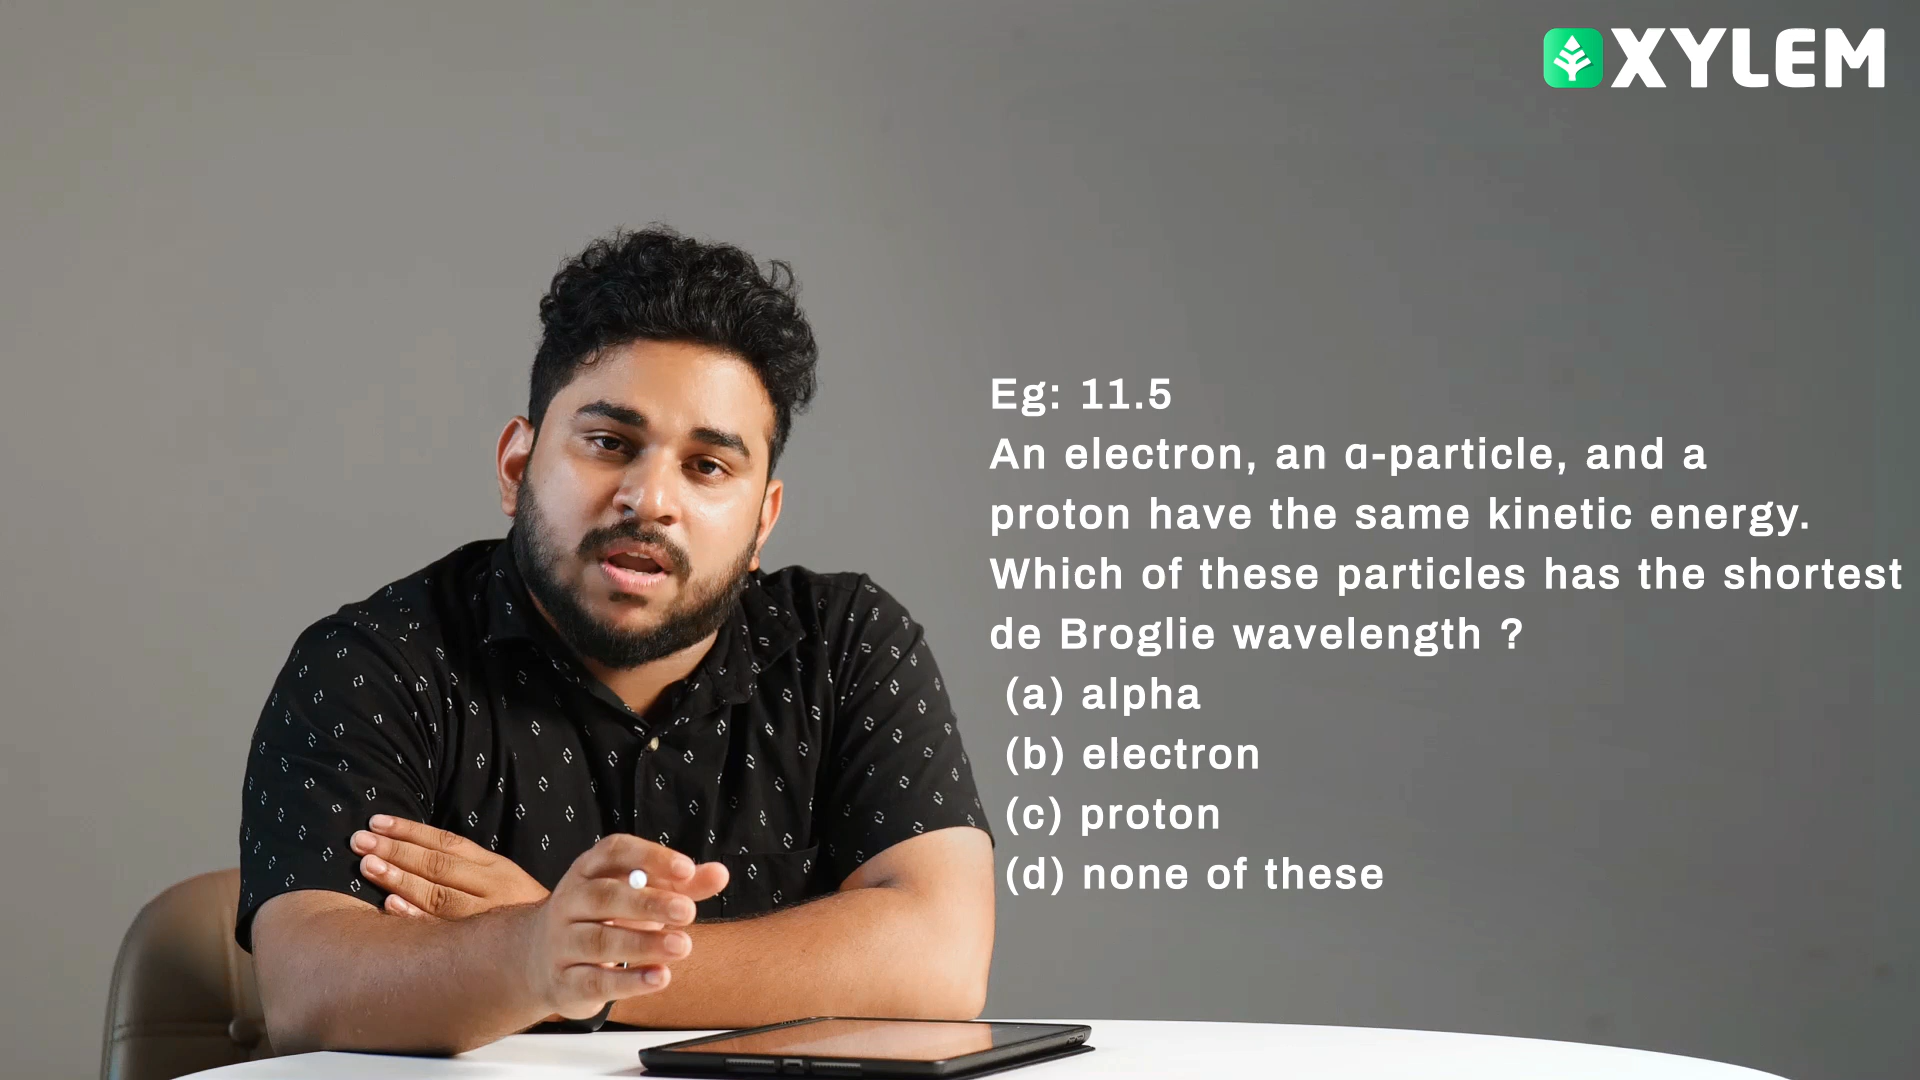 XYLEM
Eg: 11.5
An electron, an α-particle, and a
proton have the same kinetic energy.
Which of these particles has the shortest
de Broglie wavelength ?
(a) alpha
(b) electron
(c) proton
(d) none of these